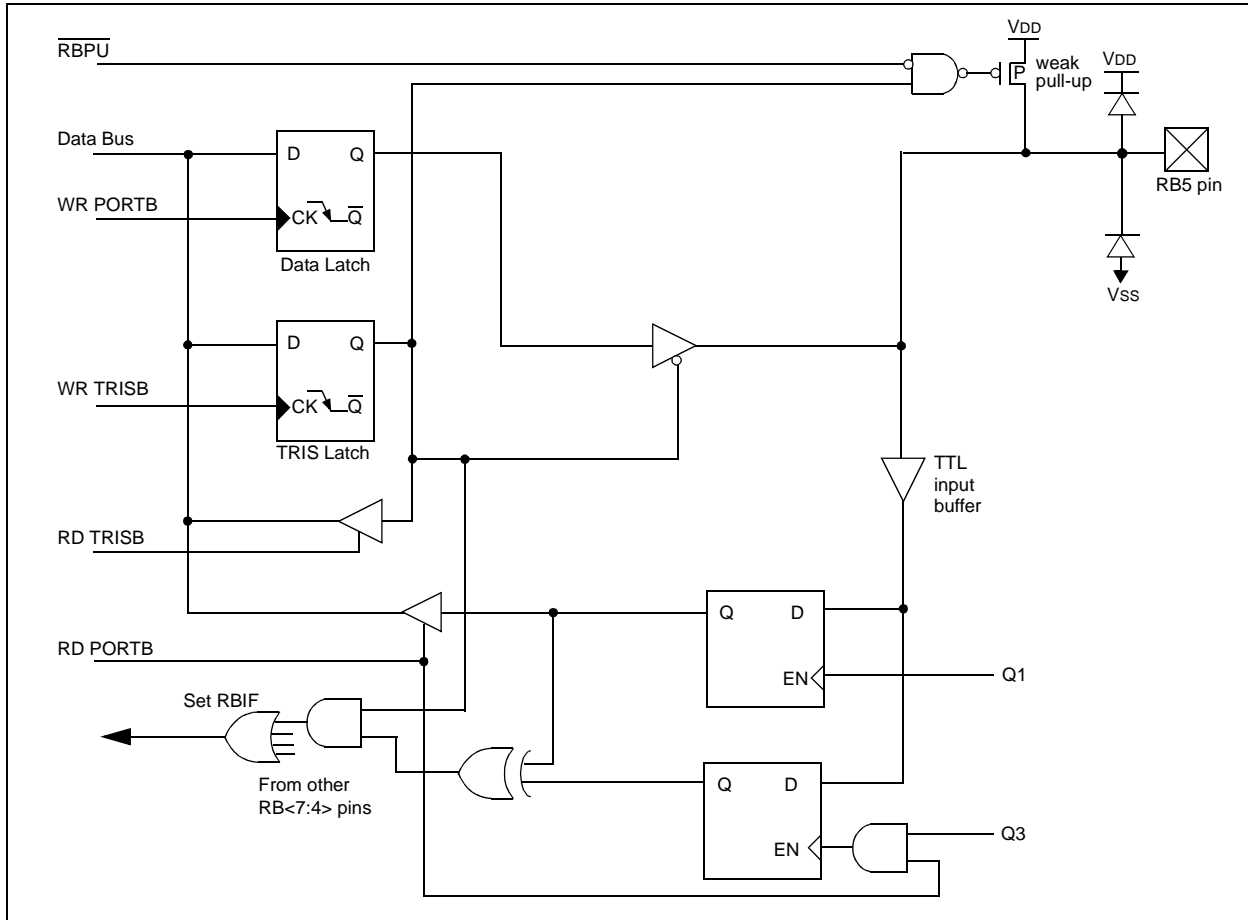 RBPU
VDD
P
weak
pull-up
VDD
Data Bus
D Q
RB5 pin
WR PORTB
CK Q
Data Latch
VSS
D Q
WR TRISB
CK Q
TRIS Latch
TTL
input
buffer
RD TRISB
Q D
RD PORTB
EN
Q1
Set RBIF
From other
RB<7:4> pins
Q D
EN
Q3